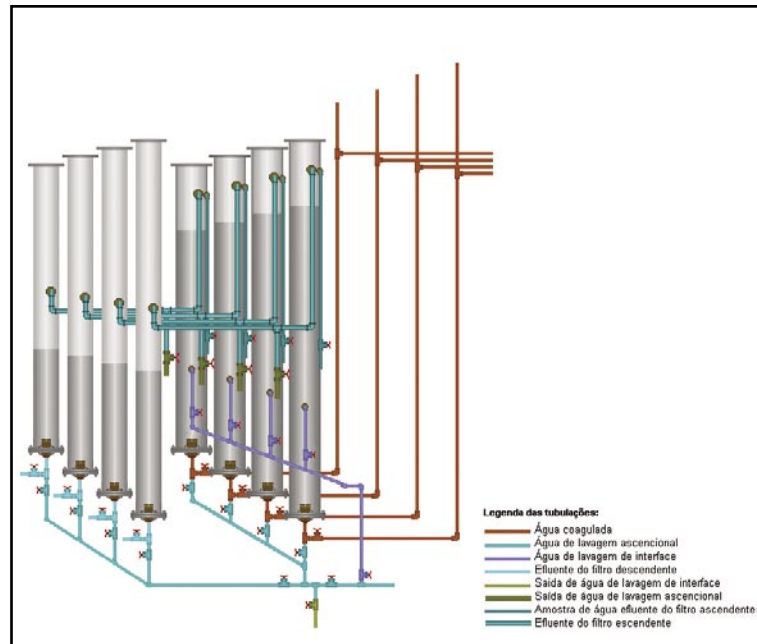 Legenda das tubulações:
Água coagulada
Água de lavagem ascencional
Água de lavagem de interface
Efluente do filtro descendente
Saida de água de lavagem de interface
Saída de água de lavagem ascencional
Amostra de água efluente do filtro ascendente
Efluente do filtro escendente